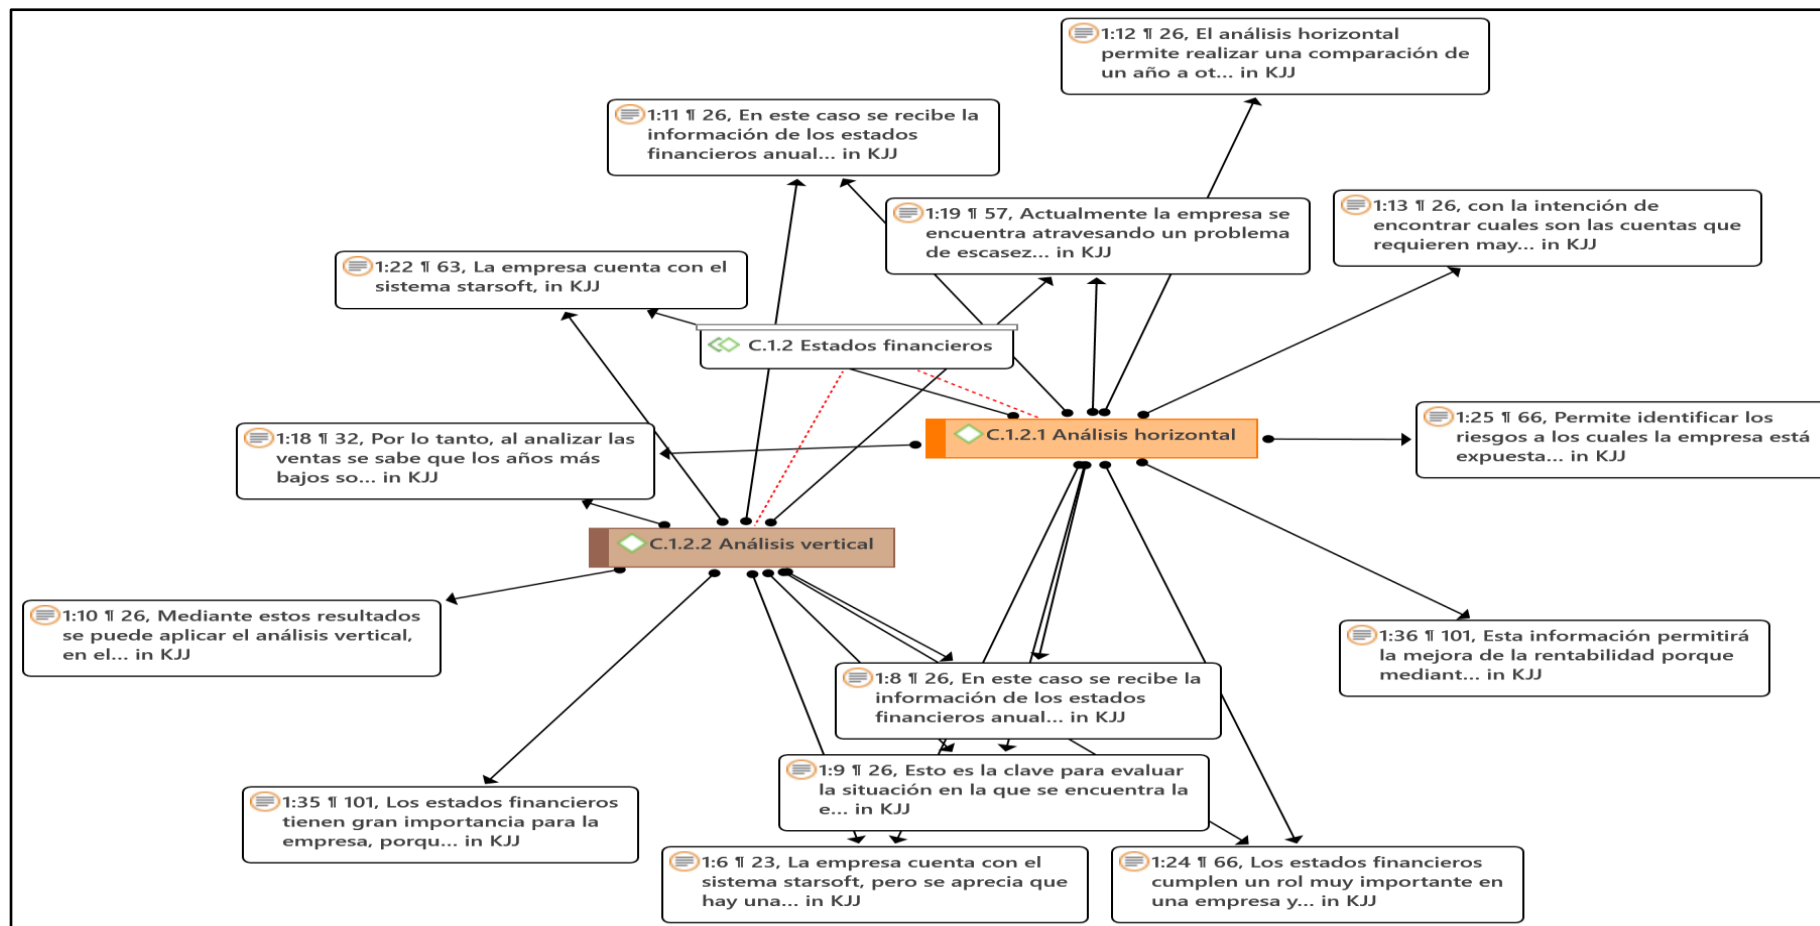 1:12 ¶ 26, El análisis horizontal
permite realizar una comparación de
un año a ot... in KJJ
1:11 ¶ 26, En este caso se recibe la
información de los estados
financieros anual... in KJJ
1:19 ¶ 57, Actualmente la empresa se
encuentra atravesando un problema
de escasez... in KJJ
1:13 ¶ 26, con la intención de
encontrar cuales son las cuentas que
requieren may... in KJJ
1:22 ¶ 63, La empresa cuenta con el
sistema starsoft, in KJJ
C.1.2 Estados financieros
C.1.2.1 Análisis horizontal
1:25 ¶ 66, Permite identificar los
riesgos a los cuales la empresa está
expuesta... in KJJ
1:18 ¶ 32, Por lo tanto, al analizar las
ventas se sabe que los años más
bajos so... in KJJ
C.1.2.2 Análisis vertical
1:10 ¶ 26, Mediante estos resultados
se puede aplicar el análisis vertical,
en el... in KJJ
1:36 ¶ 101, Esta información permitirá
la mejora de la rentabilidad porque
mediant... in KJJ
1:8 ¶ 26, En este caso se recibe la
información de los estados
financieros anual... in KJJ
1:9 ¶ 26, Esto es la clave para evaluar
la situación en la que se encuentra la
e... in KJJ
1:35 ¶ 101, Los estados financieros
tienen gran importancia para la
empresa, porqu... in KJJ
1:6 ¶ 23, La empresa cuenta con el
sistema starsoft, pero se aprecia que
hay una... in KJJ
1:24 ¶ 66, Los estados financieros
cumplen un rol muy importante en
una empresa y... in KJJ